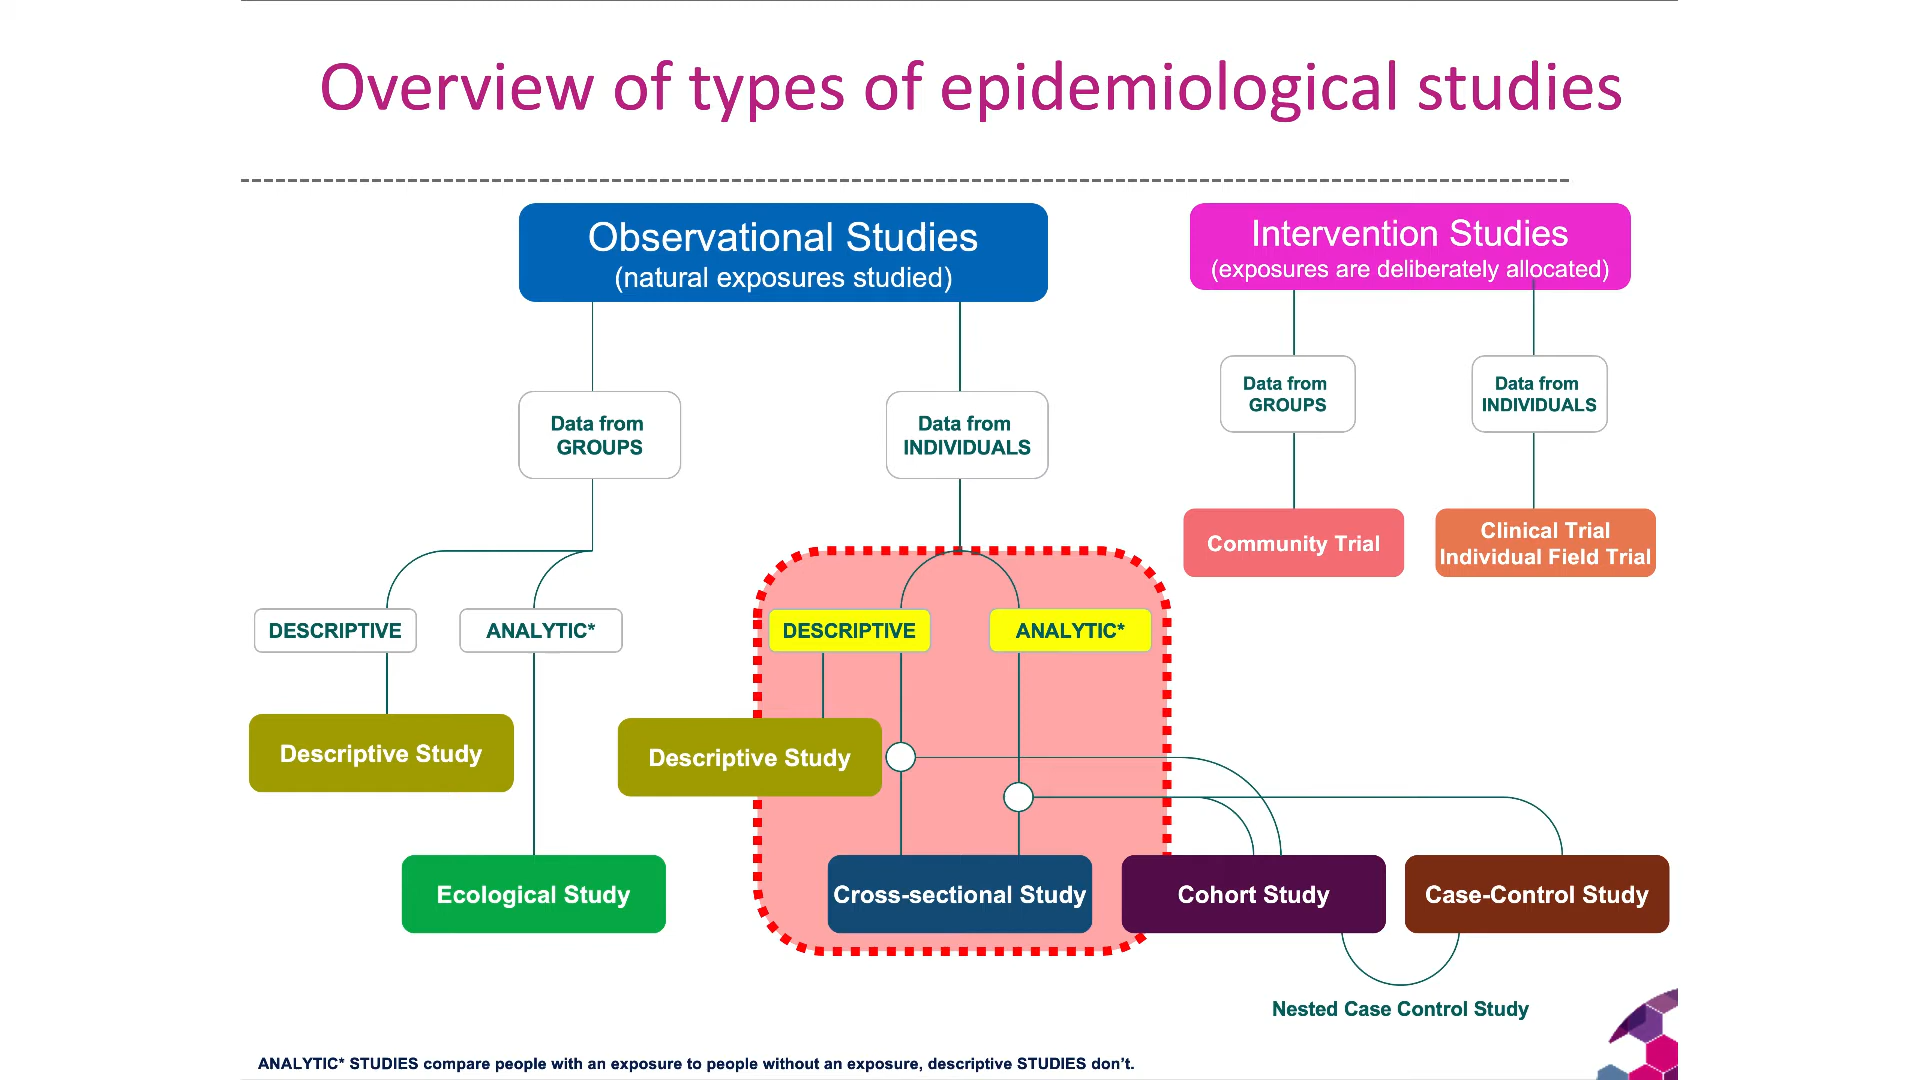 Overview of types of epidemiological studies
Observational Studies
(natural exposures studied)
Intervention Studies
(exposures are deliberately allocated)
Data from
GROUPS
Data from
INDIVIDUALS
Data from
GROUPS
Data from
INDIVIDUALS
Community Trial
Clinical Trial
Individual Field Trial
DESCRIPTIVE
ANALYTIC*
DESCRIPTIVE
ANALYTIC*
Descriptive Study
Descriptive Study
Ecological Study
Cross-sectional Study
Cohort Study
Case-Control Study
Nested Case Control Study
ANALYTIC* STUDIES compare people with an exposure to people without an exposure, descriptive STUDIES don't.